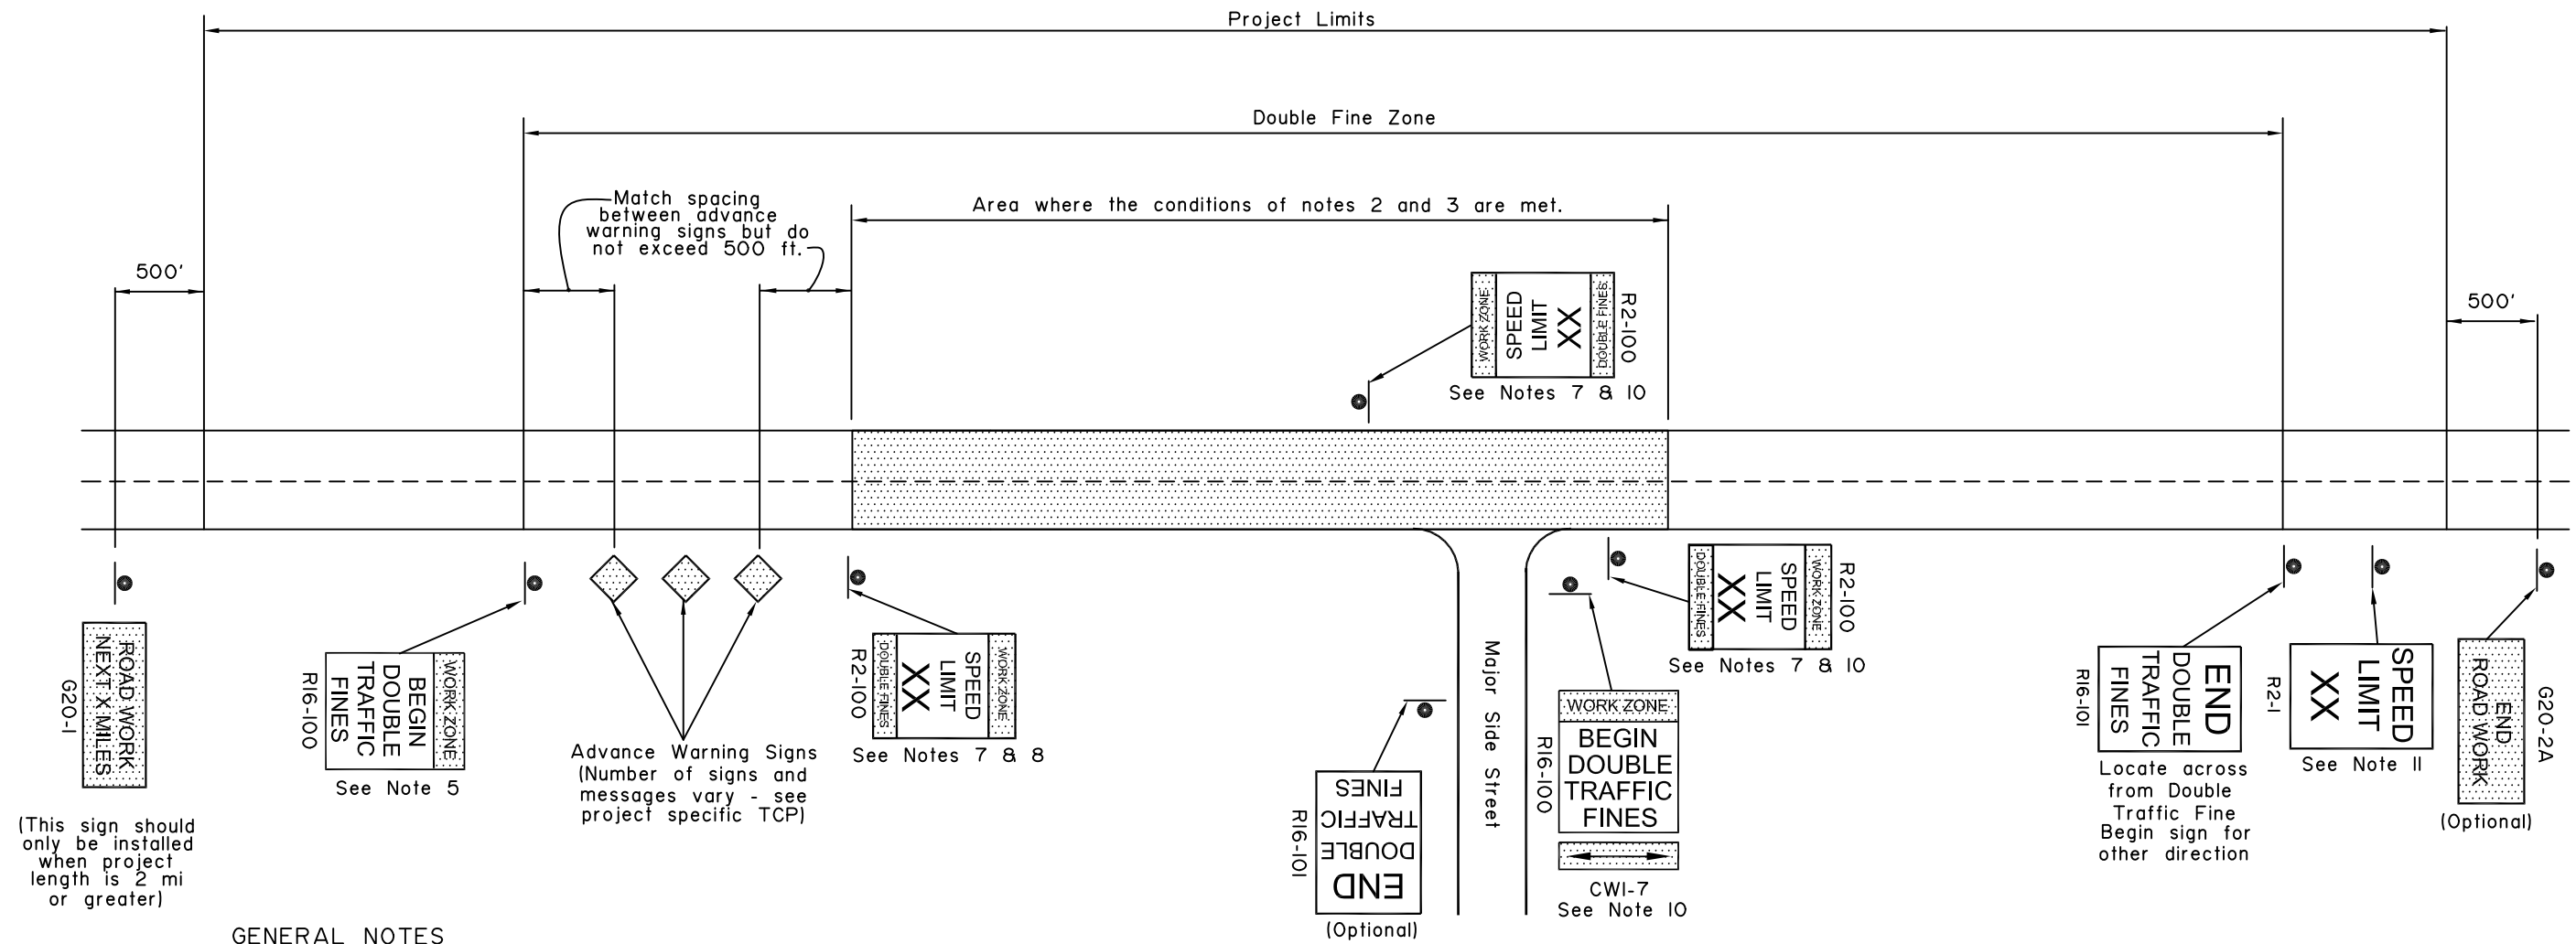 Project Limits
Double Fine Zone
Match spacing
between advance
warning signs but do
not exceed 500 ft.
Area where the conditions of notes 2 and 3 are met.
500'
500'
WORK ZONE
SPEED
LIMIT
XX
DOUBLE FINES
R2-100
See Notes 7 & 10
ROAD WORK
NEXT X MILES
G20-1
(This sign should
only be installed
when project
length is 2 mi
or greater)
WORK ZONE
BEGIN
DOUBLE
TRAFFIC
FINES
R16-100
See Note 5
Advance Warning Signs
(Number of signs and
messages vary - see
project specific TCP)
WORK ZONE
SPEED
LIMIT
XX
DOUBLE FINES
R2-100
See Notes 7 & 8
END
DOUBLE
TRAFFIC
FINES
R16-101
(Optional)
Major Side Street
WORK ZONE
BEGIN
DOUBLE
TRAFFIC
FINES
R16-100
CW1-7
See Note 10
WORK ZONE
SPEED
LIMIT
XX
DOUBLE FINES
R2-100
See Notes 7 & 10
END
DOUBLE
TRAFFIC
FINES
R16-101
Locate across
from Double
Traffic Fine
Begin sign for
other direction
SPEED
LIMIT
XX
R2-1
See Note 11
END
ROAD WORK
G20-2A
(Optional)
GENERAL NOTES